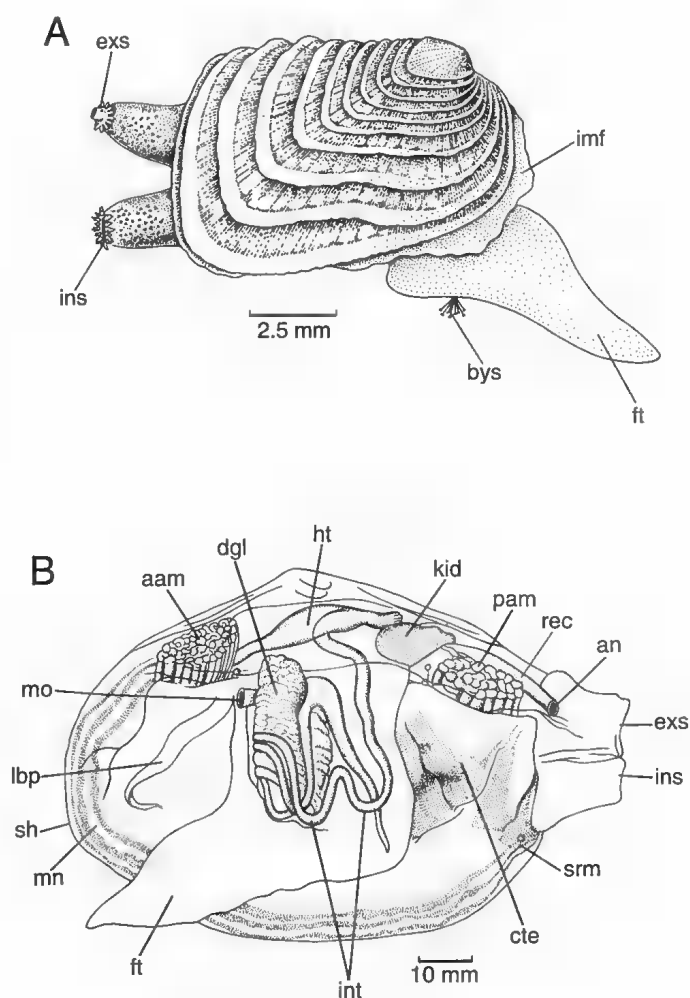 A
exs
imf
ins
2.5 mm
bys
ft
B
ht
dgl
kid
aam
pam
rec
an
mo
exs
ins
lbp
sh
mn
srm
cte
ft
int
10 mm